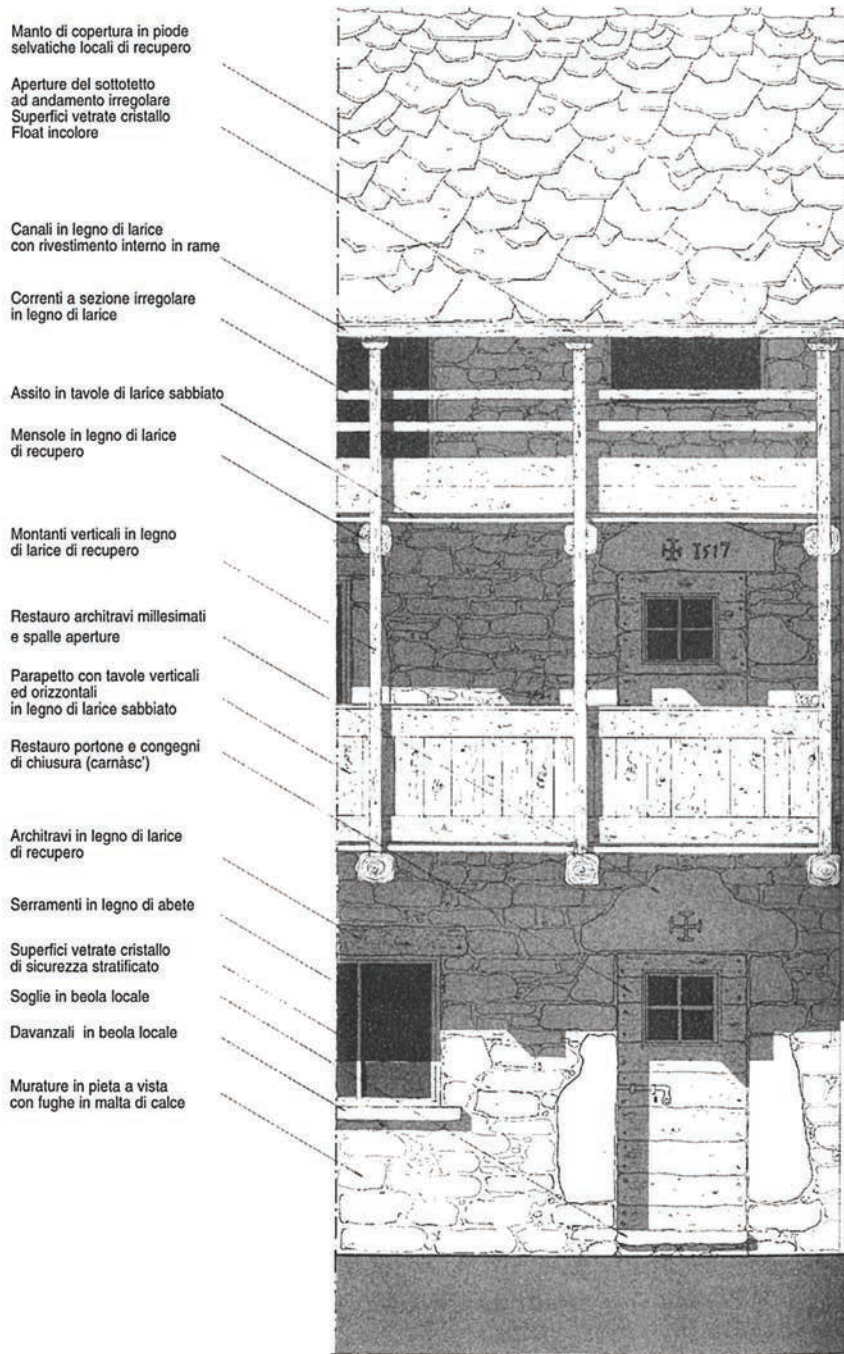 Manto di copertura in piode
selvatiche locali di recupero
Aperture del sottotetto
ad andamento irregolare
Superfici vetrate cristallo
Float incolore
Canali in legno di larice
con rivestimento interno in rame
Correnti a sezione irregolare
in legno di larice
Assito in tavole di larice sabbiato
Mensole in legno di larice
di recupero
Montanti verticali in legno
di larice di recupero
Restauro architravi millesimati
e spalle aperture
Parapetto con tavole verticali
ed orizzontali
in legno di larice sabbiato
Restauro portone e congegni
di chiusura (carnàsc')
Architravi in legno di larice
di recupero
Serramenti in legno di abete
Superfici vetrate cristallo
di sicurezza stratificato
Soglie in beola locale
Davanzali in beola locale
Murature in pieta a vista
con fughe in malta di calce
1517